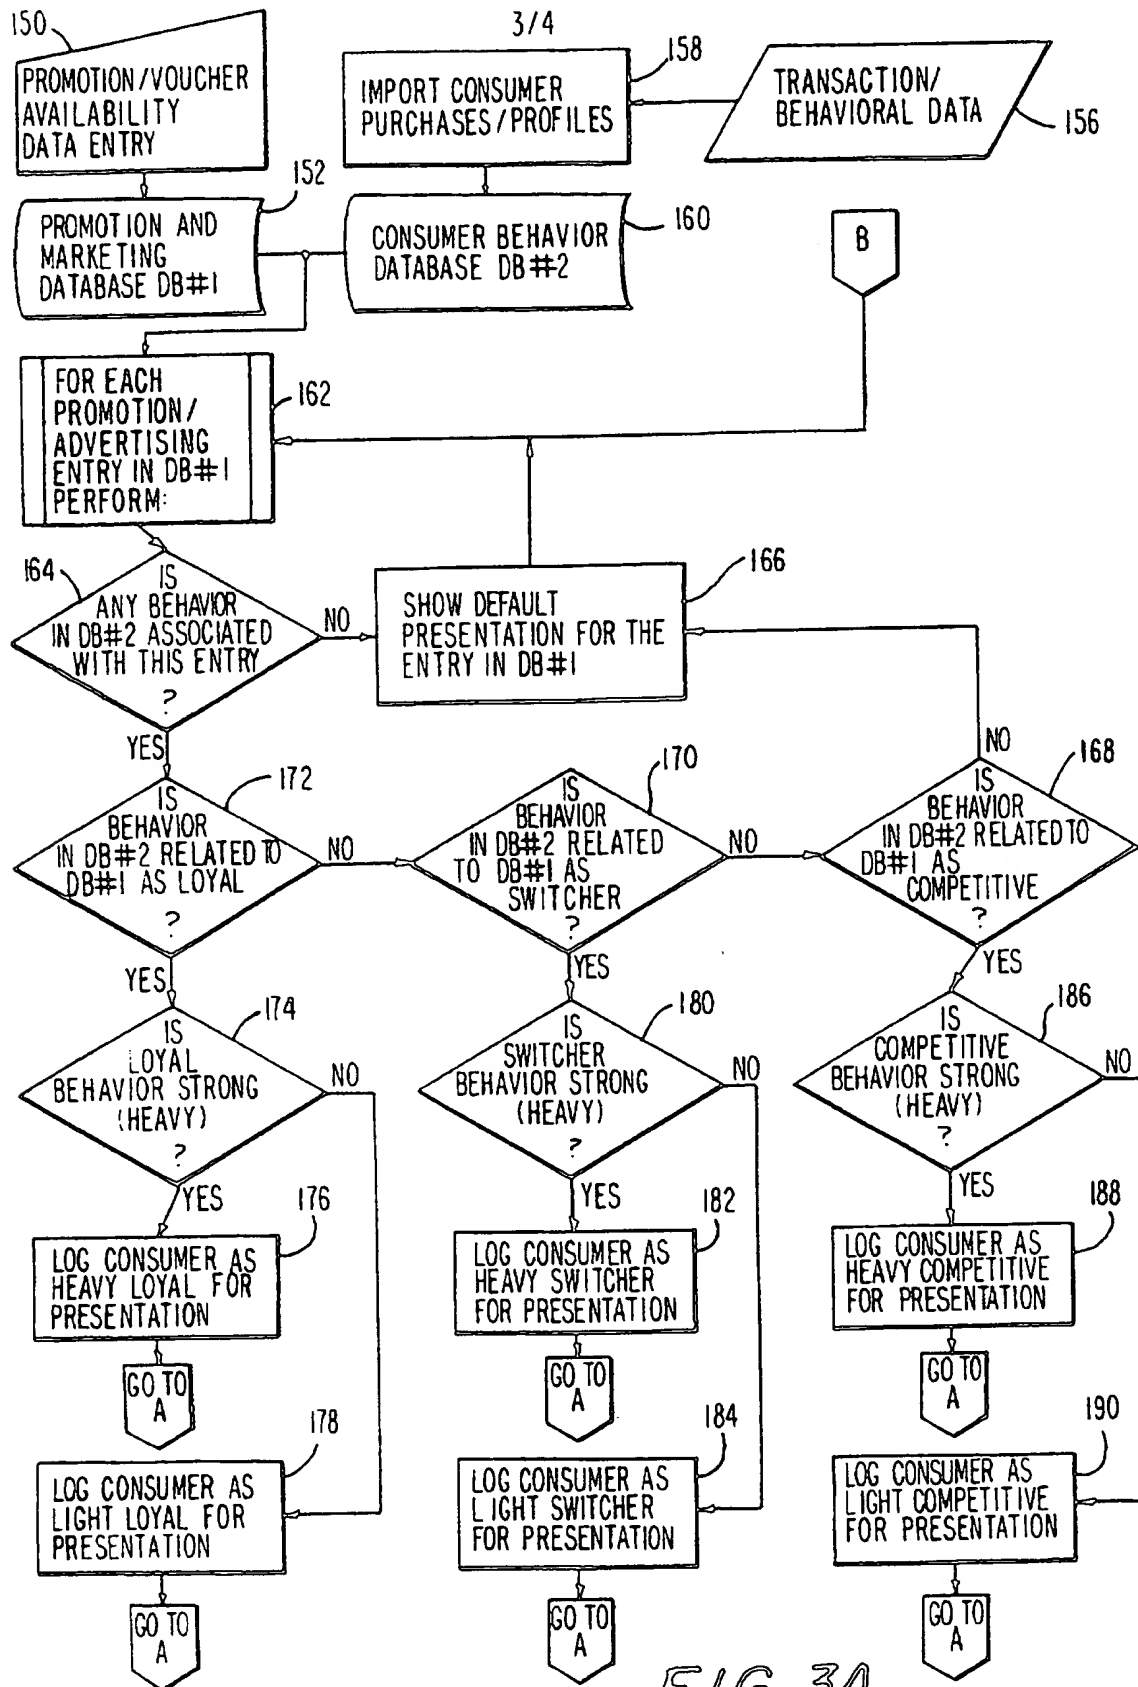 3/4
150
PROMOTION/VOUCHER
AVAILABILITY
DATA ENTRY
158
IMPORT CONSUMER
PURCHASES/PROFILES
TRANSACTION/
BEHAVIORAL DATA
156
152
PROMOTION AND
MARKETING
DATABASE DB#1
160
CONSUMER BEHAVIOR
DATABASE DB#2
B
FOR EACH
PROMOTION/
ADVERTISING
ENTRY IN DB#1
PERFORM:
162
164
IS
ANY BEHAVIOR
IN DB#2 ASSOCIATED
WITH THIS ENTRY
?
NO
YES
166
SHOW DEFAULT
PRESENTATION FOR THE
ENTRY IN DB#1
172
IS
BEHAVIOR
IN DB#2 RELATED TO
DB#1 AS LOYAL
?
NO
YES
170
IS
BEHAVIOR
IN DB#2 RELATED
TO DB#1 AS
SWITCHER
?
NO
YES
NO
168
IS
BEHAVIOR
IN DB#2 RELATED TO
DB#1 AS
COMPETITIVE
?
YES
174
IS
LOYAL
BEHAVIOR STRONG
(HEAVY)
?
NO
YES
180
IS
SWITCHER
BEHAVIOR STRONG
(HEAVY)
?
NO
YES
186
IS
COMPETITIVE
BEHAVIOR STRONG
(HEAVY)
?
NO
YES
176
LOG CONSUMER AS
HEAVY LOYAL FOR
PRESENTATION
GO TO
A
182
LOG CONSUMER AS
HEAVY SWITCHER
FOR PRESENTATION
GO TO
A
188
LOG CONSUMER AS
HEAVY COMPETITIVE
FOR PRESENTATION
GO TO
A
178
LOG CONSUMER AS
LIGHT LOYAL FOR
PRESENTATION
GO TO
A
184
LOG CONSUMER AS
LIGHT SWITCHER
FOR PRESENTATION
GO TO
A
190
LOG CONSUMER AS
LIGHT COMPETITIVE
FOR PRESENTATION
GO TO
A
FIG. 3A